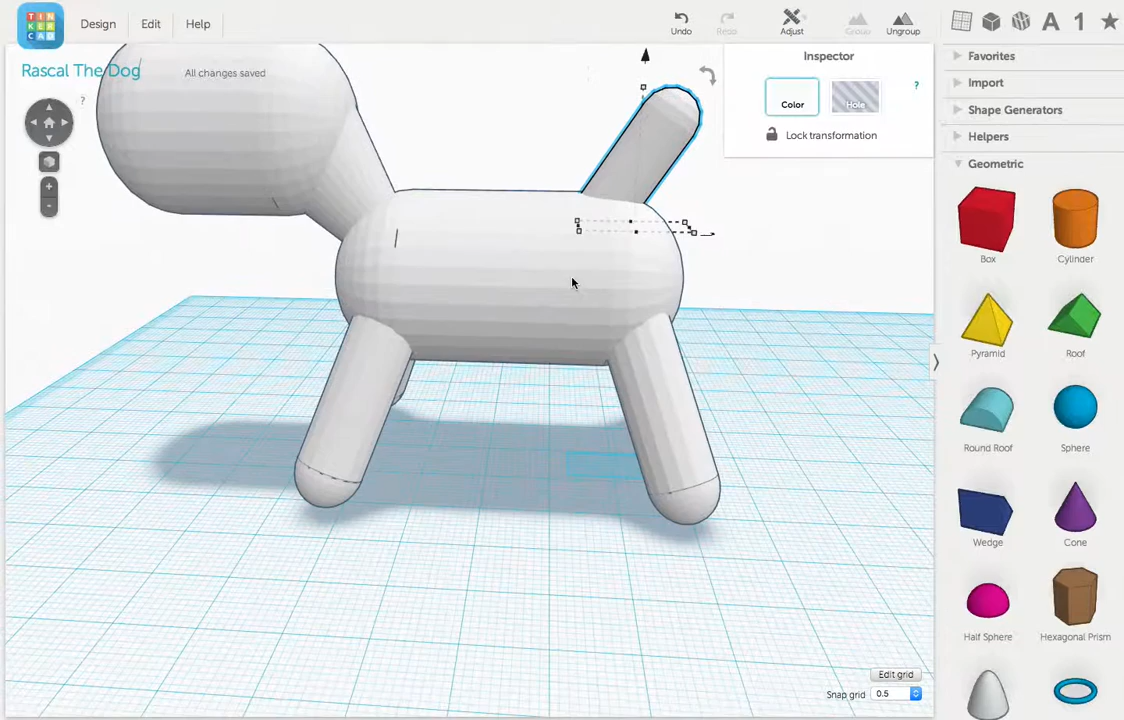 TIN
KER
CAD
Design
Edit
Help
Undo
Redo
Adjust
Group
Ungroup
A 1
Rascal The Dog
All changes saved
?
Inspector
Color
Hole
?
Lock transformation
Favorites
Import
Shape Generators
Helpers
Geometric
Box
Cylinder
Pyramid
Roof
Round Roof
Sphere
Wedge
Cone
Half Sphere
Hexagonal Prism
Edit grid
Snap grid 0.5